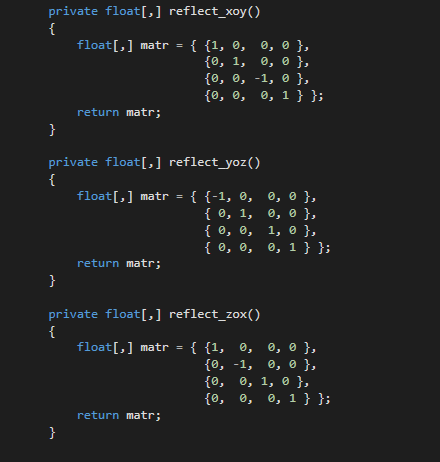 private float[,] reflect_xoy()
{
    float[,] matr = { {1, 0,  0, 0 },
                      {0, 1,  0, 0 },
                      {0, 0, -1, 0 },
                      {0, 0,  0, 1 } };
    return matr;
}

private float[,] reflect_yoz()
{
    float[,] matr = { {-1, 0,  0, 0 },
                      { 0, 1,  0, 0 },
                      { 0, 0,  1, 0 },
                      { 0, 0,  0, 1 } };
    return matr;
}

private float[,] reflect_zox()
{
    float[,] matr = { {1,  0,  0, 0 },
                      {0, -1,  0, 0 },
                      {0,  0, 1, 0 },
                      {0,  0,  0, 1 } };
    return matr;
}